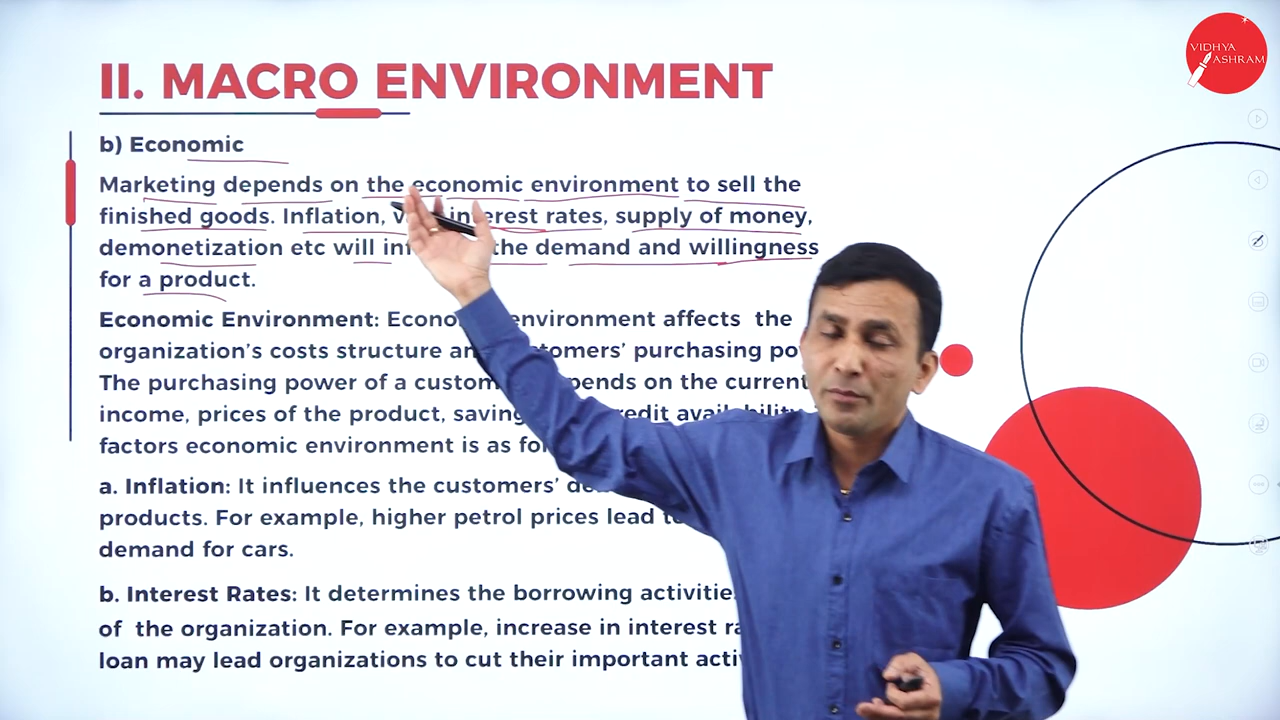 VIDHYA
ASHRAM
II. MACRO ENVIRONMENT
b) Economic
Marketing depends on the economic environment to sell the
finished goods. Inflation, interest rates, supply of money,
demonetization etc will the demand and willingness
for a product.
Economic Environment: environment affects the
organization's costs structure purchasing
The purchasing power of a on the current
income, prices of the product,
factors economic environment is as
a. Inflation: It influences the customers'
products. For example, higher petrol prices lead
demand for cars.
b. Interest Rates: It determines the borrowing
of the organization. For example, increase in interest
loan may lead organizations to cut their important